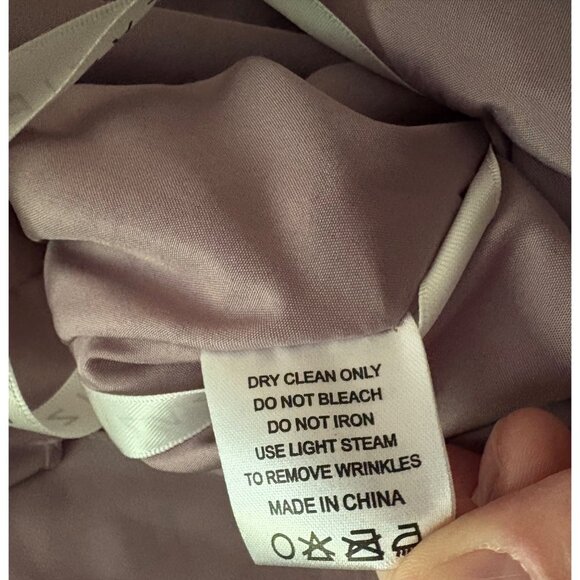 DRY CLEAN ONLY
DO NOT BLEACH
DO NOT IRON
USE LIGHT STEAM
TO REMOVE WRINKLES
MADE IN CHINA